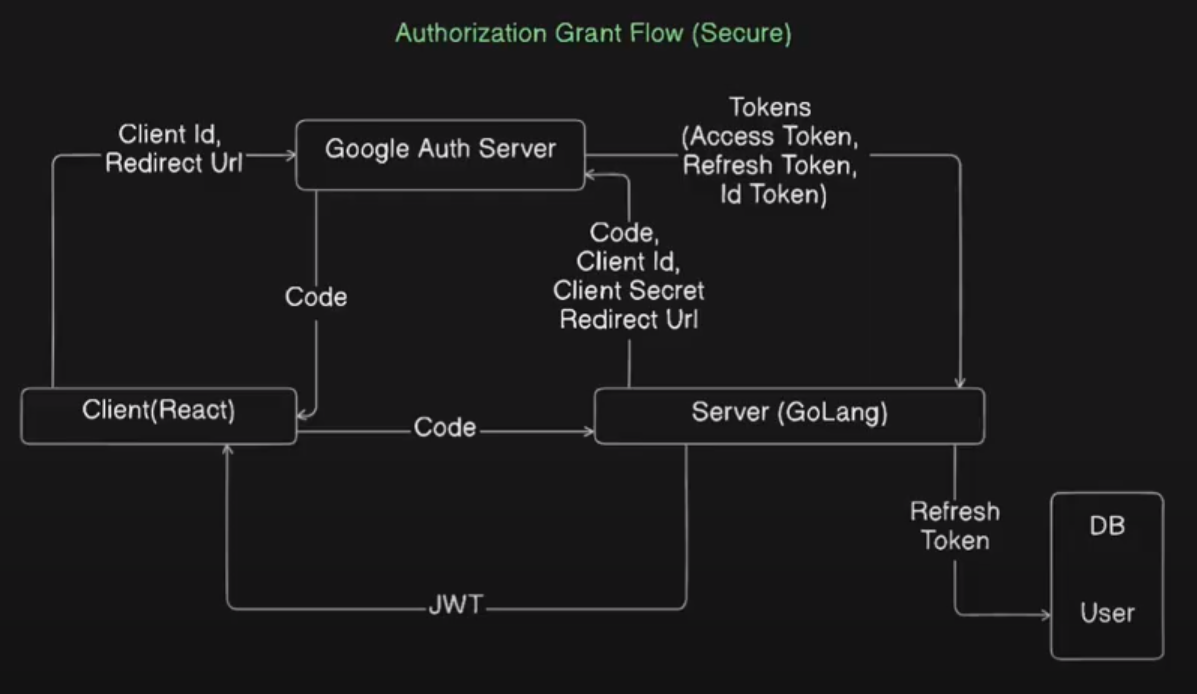 Authorization Grant Flow (Secure)
Client Id,
Redirect Url
Google Auth Server
Tokens
(Access Token,
Refresh Token,
Id Token)
Code,
Client Id,
Client Secret
Redirect Url
Code
Client(React)
Code
Server (GoLang)
Refresh
Token
DB
User
JWT